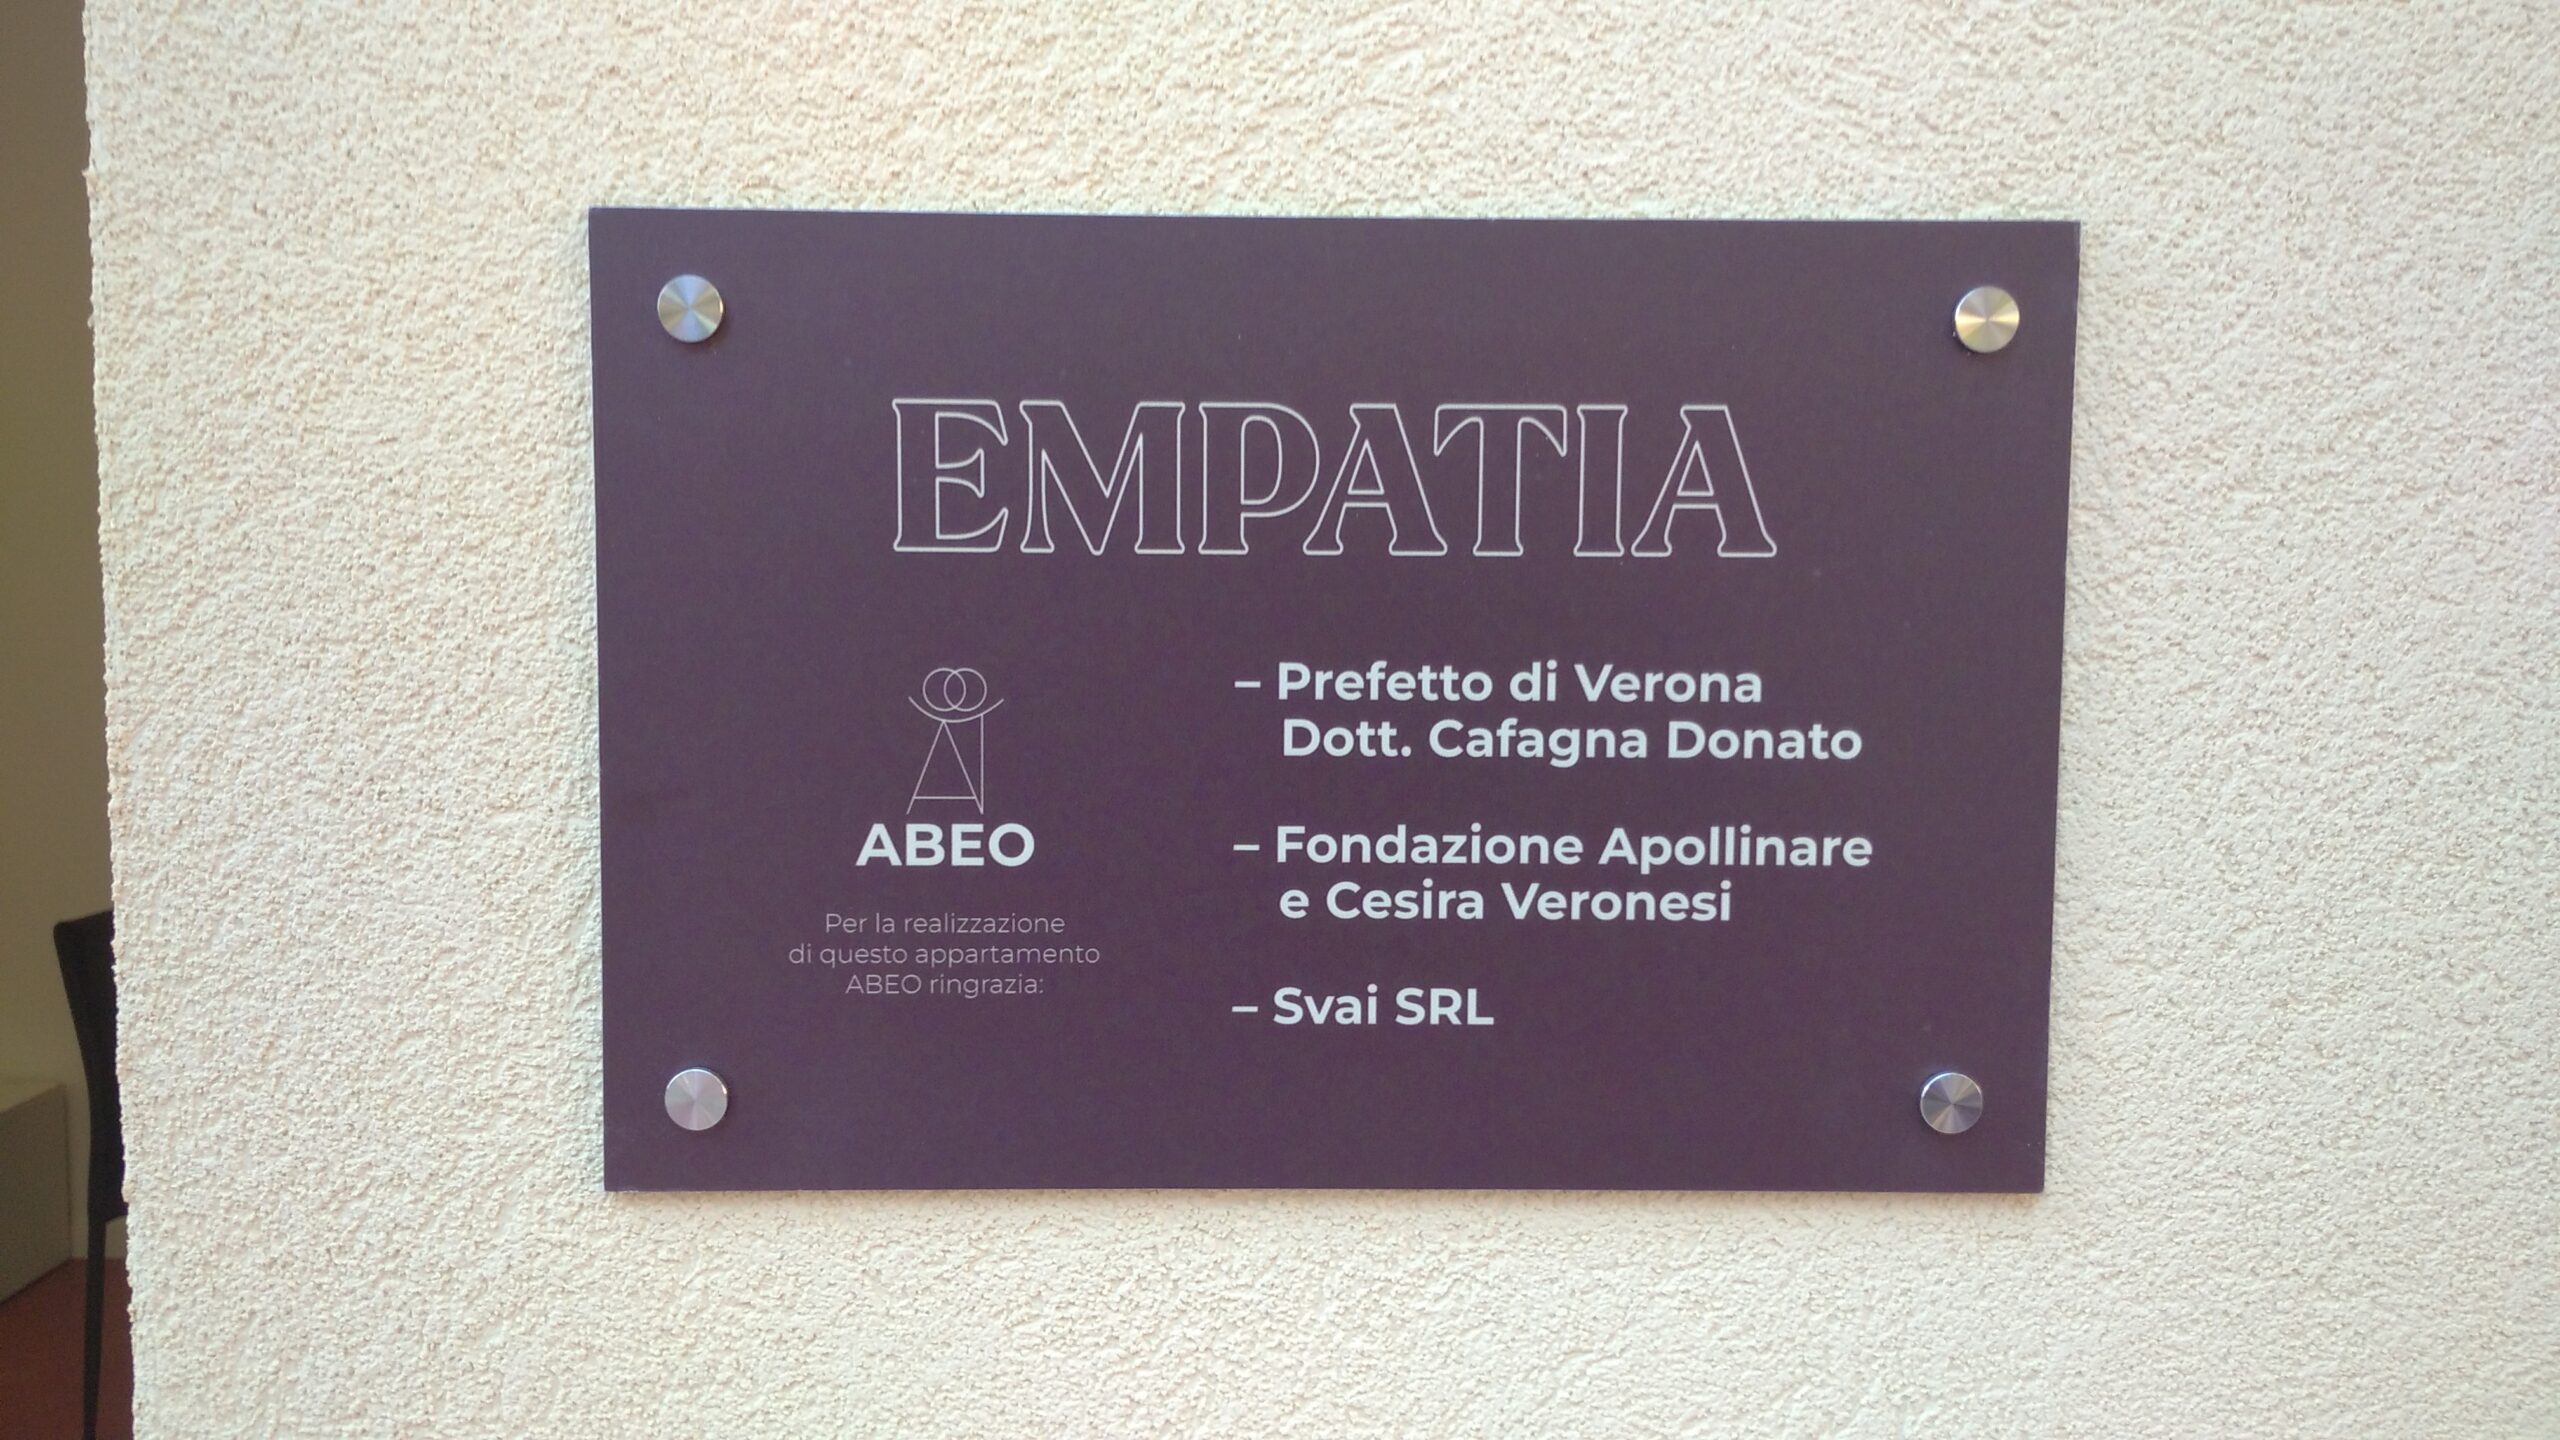 EMPATIA
ABEO
Per la realizzazione
di questo appartamento
ABEO ringrazia:
– Prefetto di Verona
Dott. Cafagna Donato
– Fondazione Apollinare
e Cesira Veronesi
– Svai SRL